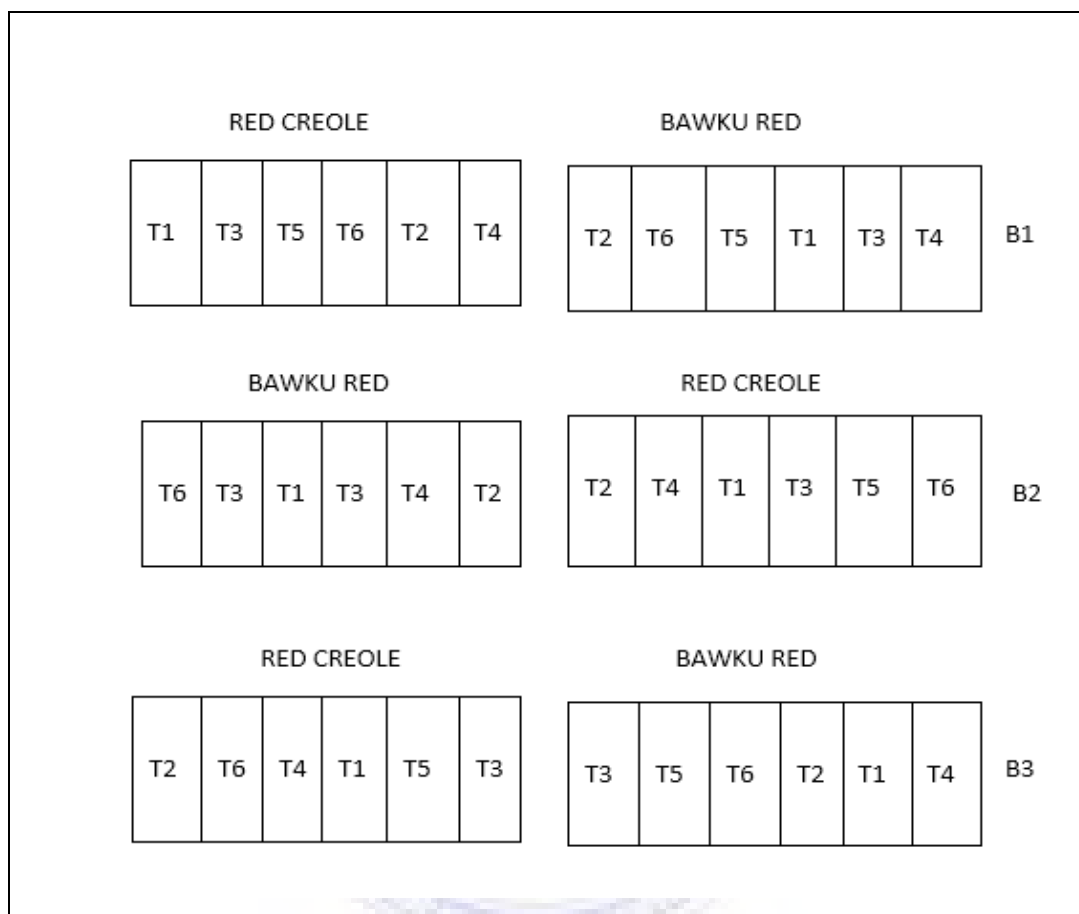 RED CREOLE BAWKU RED
T1 T3 T5 T6 T2 T4 T2 T6 T5 T1 T3 T4 B1
BAWKU RED RED CREOLE
T6 T3 T1 T3 T4 T2 T2 T4 T1 T3 T5 T6 B2
RED CREOLE BAWKU RED
T2 T6 T4 T1 T5 T3 T3 T5 T6 T2 T1 T4 B3